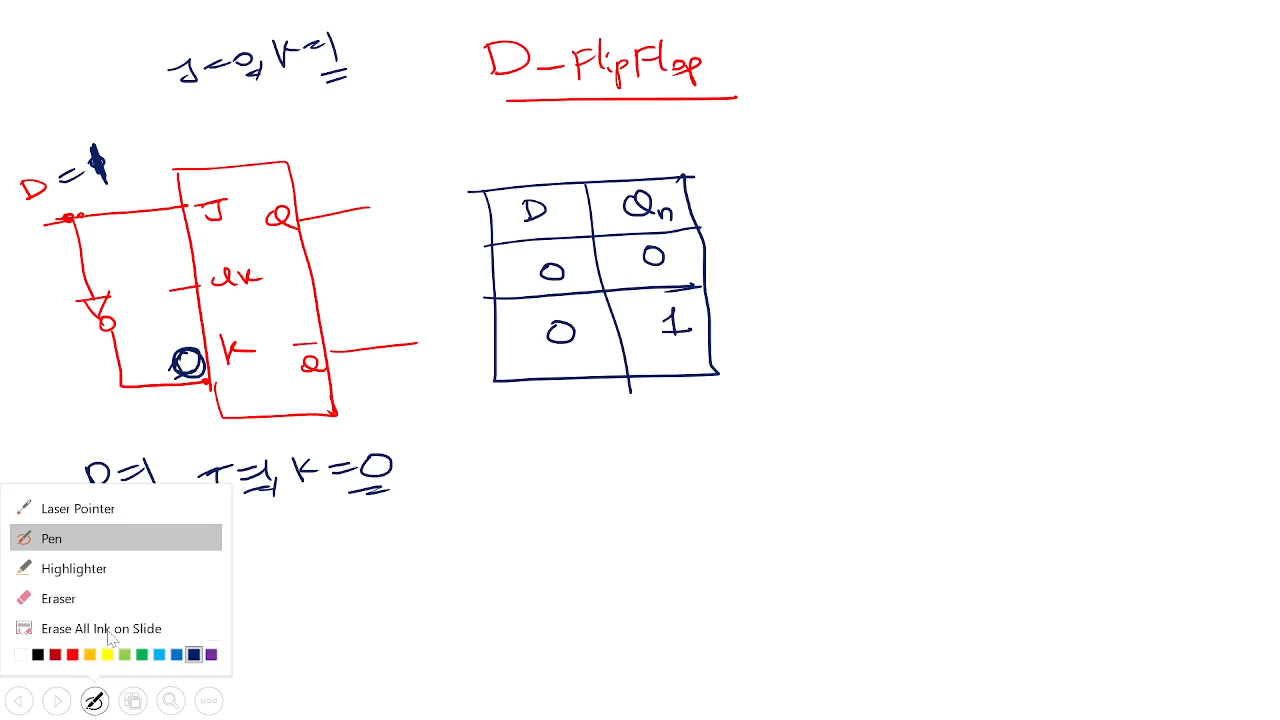 J=0, K=1
D-FlipFlop
D =
J Q
clk
0 K Q̅
D Qn
0 0
0 1
D=1 J=1, K=0
Laser Pointer
Pen
Highlighter
Eraser
Erase All Ink on Slide